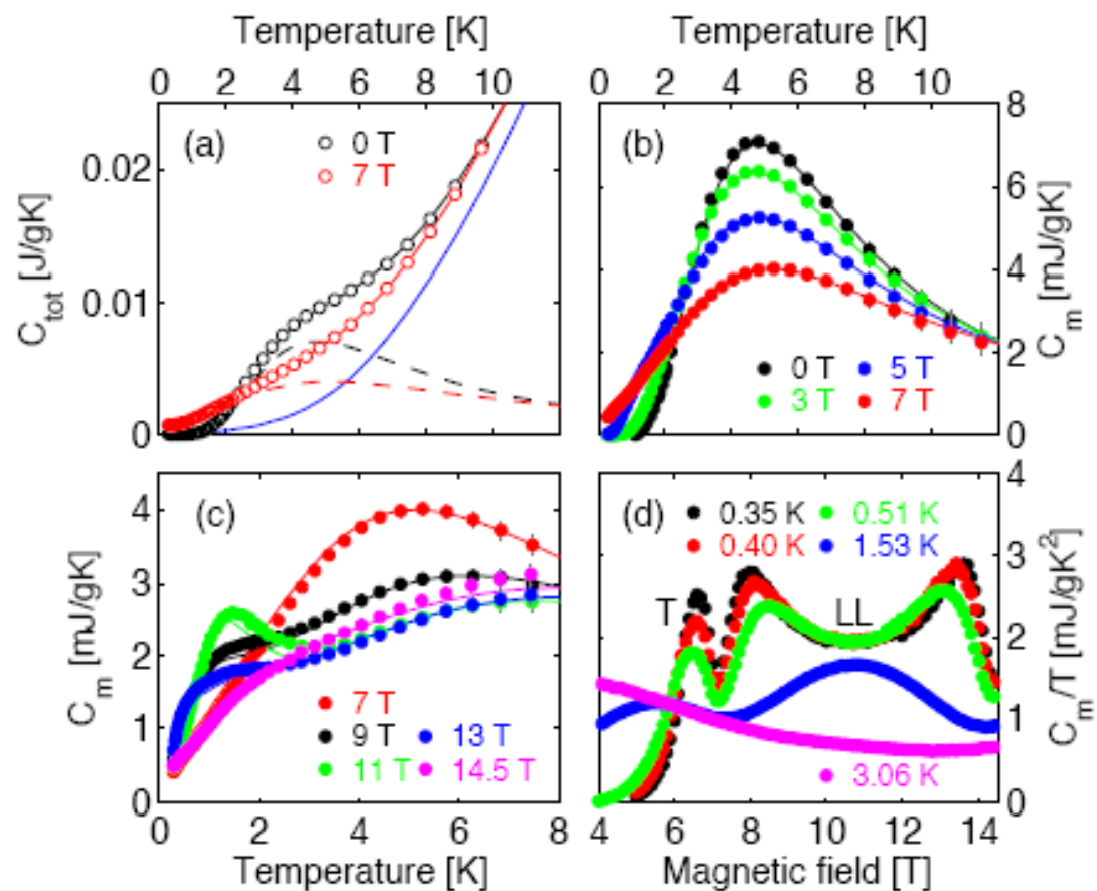 Temperature [K]
0 2 4 6 8 10
C_tot [J/gK]
0.02
0.01
0
(a)
0 T
7 T
Temperature [K]
0 2 4 6 8 10
(b)
0 T 5 T
3 T 7 T
8
6
4
2
0
C_m [mJ/gK]
C_m [mJ/gK]
4
3
2
1
0
(c)
7 T
9 T 13 T
11 T 14.5 T
0 2 4 6 8
Temperature [K]
(d)
0.35 K 0.51 K
0.40 K 1.53 K
T LL
3.06 K
4
3
2
1
0
C_m/T [mJ/gK²]
4 6 8 10 12 14
Magnetic field [T]